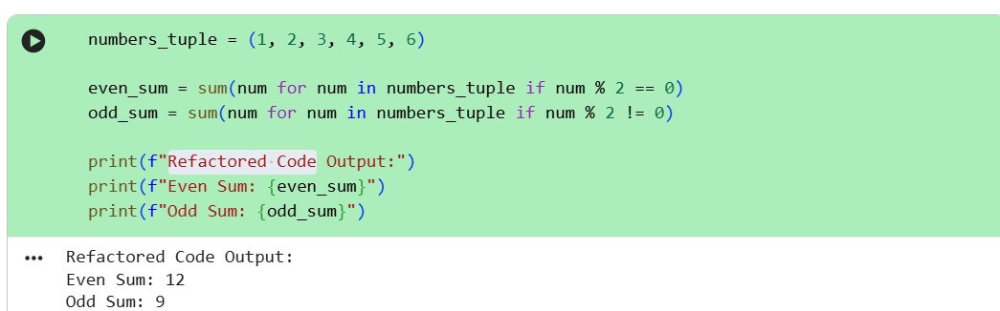 numbers_tuple = (1, 2, 3, 4, 5, 6)
even_sum = sum(num for num in numbers_tuple if num % 2 == 0)
odd_sum = sum(num for num in numbers_tuple if num % 2 != 0)
print(f"Refactored Code Output:")
print(f"Even Sum: {even_sum}")
print(f"Odd Sum: {odd_sum}")
Refactored Code Output:
Even Sum: 12
Odd Sum: 9